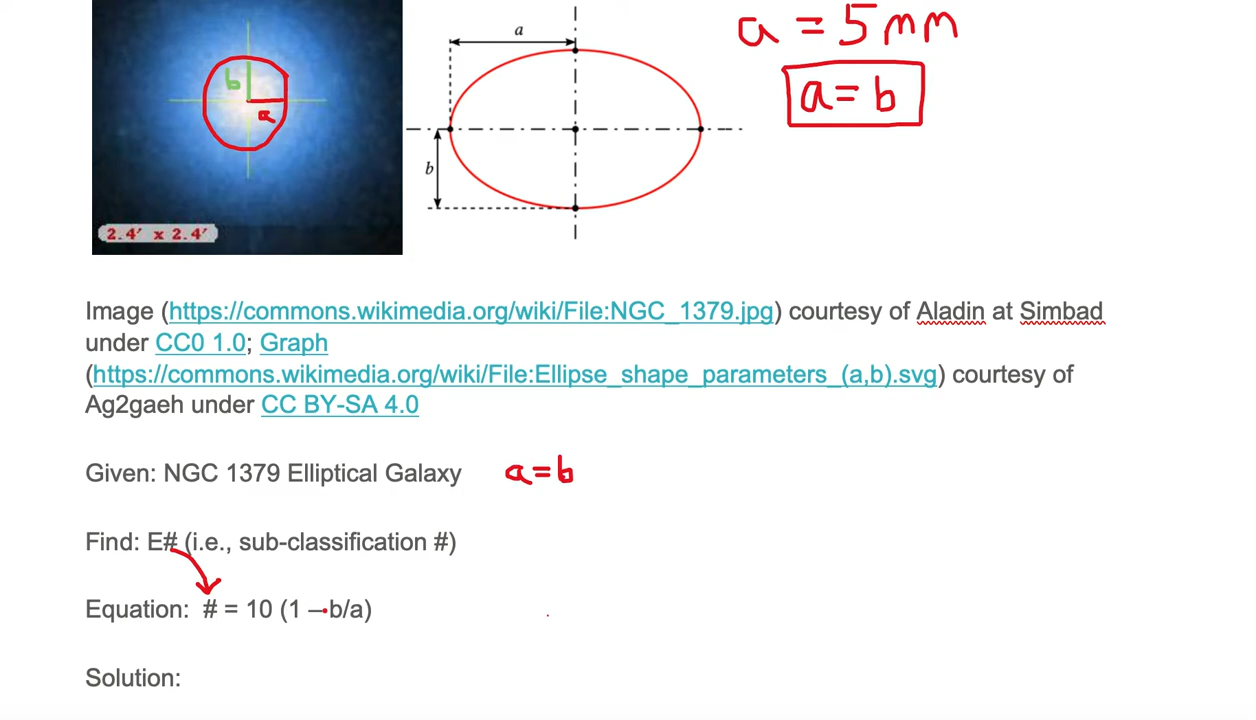 a = 5 mm
a = b
b
a
2.4' x 2.4'
a
b
Image (https://commons.wikimedia.org/wiki/File:NGC_1379.jpg) courtesy of Aladin at Simbad
under CC0 1.0; Graph
(https://commons.wikimedia.org/wiki/File:Ellipse_shape_parameters_(a,b).svg) courtesy of
Ag2gaeh under CC BY-SA 4.0
Given: NGC 1379 Elliptical Galaxy a = b
Find: E# (i.e., sub-classification #)
Equation: # = 10 (1 – b/a)
Solution: